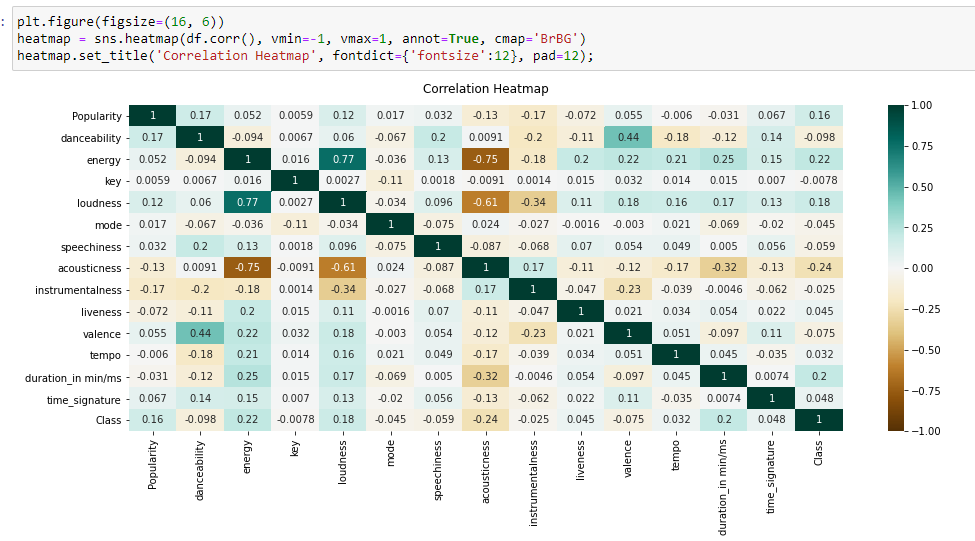 :
plt.figure(figsize=(16, 6))
heatmap = sns.heatmap(df.corr(), vmin=-1, vmax=1, annot=True, cmap='BrBG')
heatmap.set_title('Correlation Heatmap', fontdict={'fontsize':12}, pad=12);
Correlation Heatmap
Popularity 1 0.17 0.052 0.0059 0.12 0.017 0.032 -0.13 -0.17 -0.072 0.055 -0.006 -0.031 0.067 0.16
danceability 0.17 1 -0.094 0.0067 0.06 -0.067 0.2 0.0091 -0.2 -0.11 0.44 -0.18 -0.12 0.14 -0.098
energy 0.052 -0.094 1 0.016 0.77 -0.036 0.13 -0.75 -0.18 0.2 0.22 0.21 0.25 0.15 0.22
key 0.0059 0.0067 0.016 1 0.0027 -0.11 0.0018 -0.0091 0.0014 0.015 0.032 0.014 0.015 0.007 -0.0078
loudness 0.12 0.06 0.77 0.0027 1 -0.034 0.096 -0.61 -0.34 0.11 0.18 0.16 0.17 0.13 0.18
mode 0.017 -0.067 -0.036 -0.11 -0.034 1 -0.075 0.024 -0.027 -0.0016 -0.003 0.021 -0.069 -0.02 -0.045
speechiness 0.032 0.2 0.13 0.0018 0.096 -0.075 1 -0.087 -0.068 0.07 0.054 0.049 0.005 0.056 -0.059
acousticness -0.13 0.0091 -0.75 -0.0091 -0.61 0.024 -0.087 1 0.17 -0.11 -0.12 -0.17 -0.32 -0.13 -0.24
instrumentalness -0.17 -0.2 -0.18 0.0014 -0.34 -0.027 -0.068 0.17 1 -0.047 -0.23 -0.039 -0.0046 -0.062 -0.025
liveness -0.072 -0.11 0.2 0.015 0.11 -0.0016 0.07 -0.11 -0.047 1 0.021 0.034 0.054 0.022 0.045
valence 0.055 0.44 0.22 0.032 0.18 -0.003 0.054 -0.12 -0.23 0.021 1 0.051 -0.097 0.11 -0.075
tempo -0.006 -0.18 0.21 0.014 0.16 0.021 0.049 -0.17 -0.039 0.034 0.051 1 0.045 -0.035 0.032
duration_in min/ms -0.031 -0.12 0.25 0.015 0.17 -0.069 0.005 -0.32 -0.0046 0.054 -0.097 0.045 1 0.0074 0.2
time_signature 0.067 0.14 0.15 0.007 0.13 -0.02 0.056 -0.13 -0.062 0.022 0.11 -0.035 0.0074 1 0.048
Class 0.16 -0.098 0.22 -0.0078 0.18 -0.045 -0.059 -0.24 -0.025 0.045 -0.075 0.032 0.2 0.048 1
Popularity
danceability
energy
key
loudness
mode
speechiness
acousticness
instrumentalness
liveness
valence
tempo
duration_in min/ms
time_signature
Class
1.00
0.75
0.50
0.25
0.00
−0.25
−0.50
−0.75
−1.00